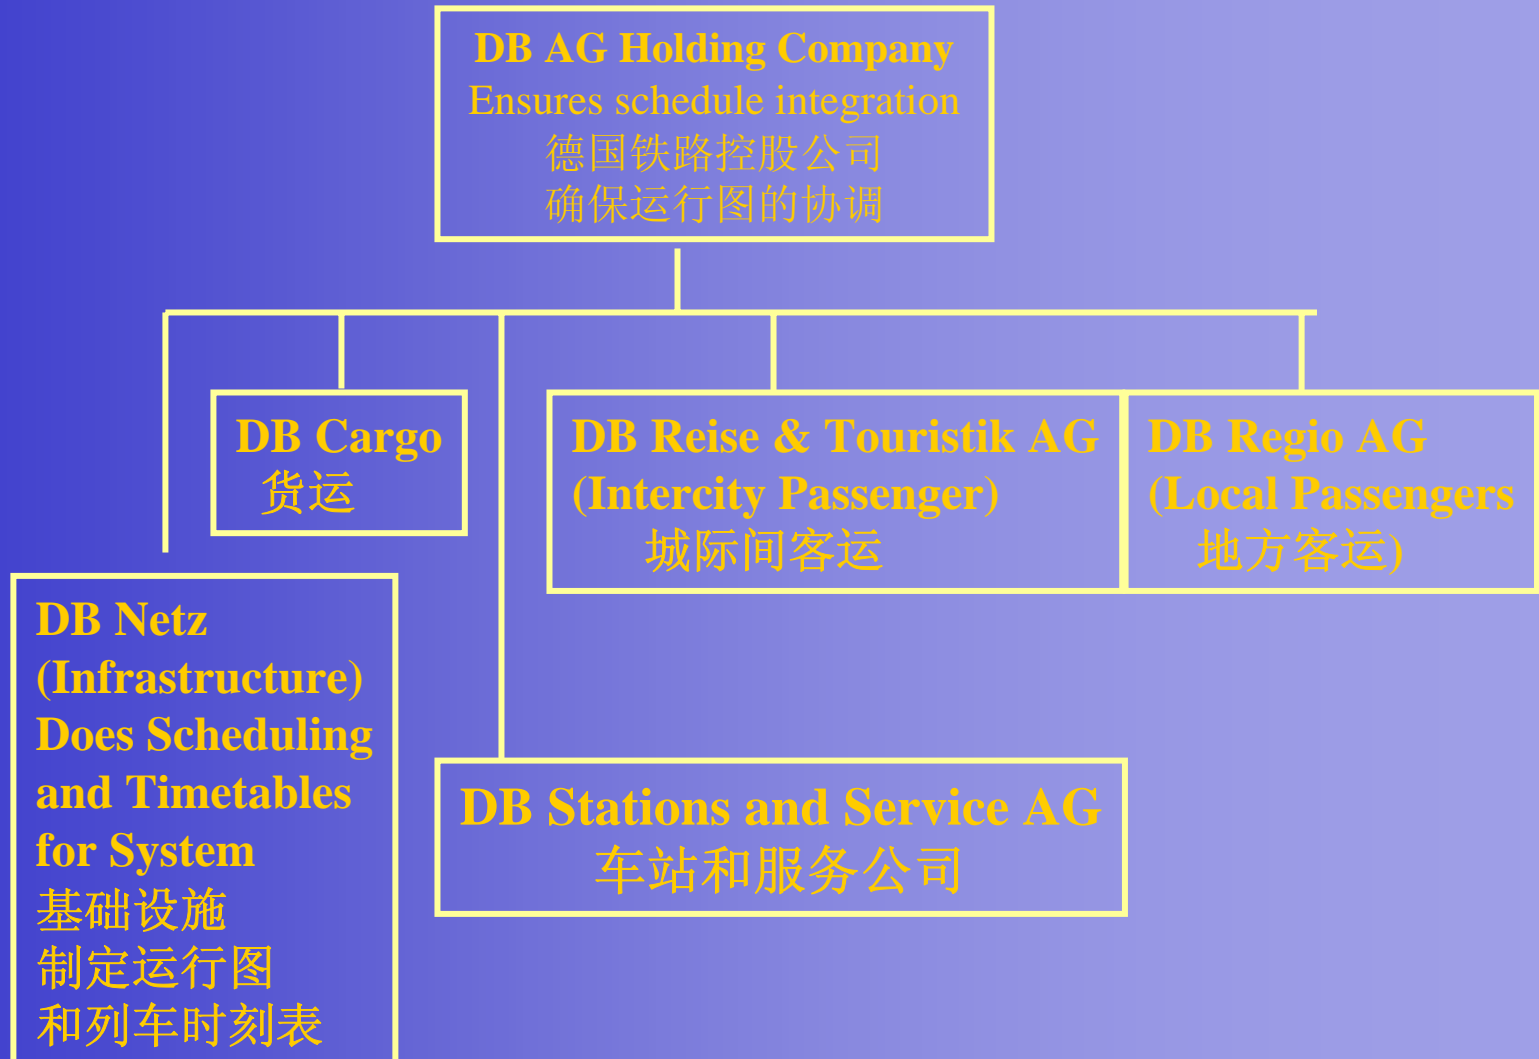 DB AG Holding Company
Ensures schedule integration
德国铁路控股公司
确保运行图的协调
DB Cargo
货运
DB Reise & Touristik AG
(Intercity Passenger)
城际间客运
DB Regio AG
(Local Passengers
地方客运)
DB Netz
(Infrastructure)
Does Scheduling
and Timetables
for System
基础设施
制定运行图
和列车时刻表
DB Stations and Service AG
车站和服务公司